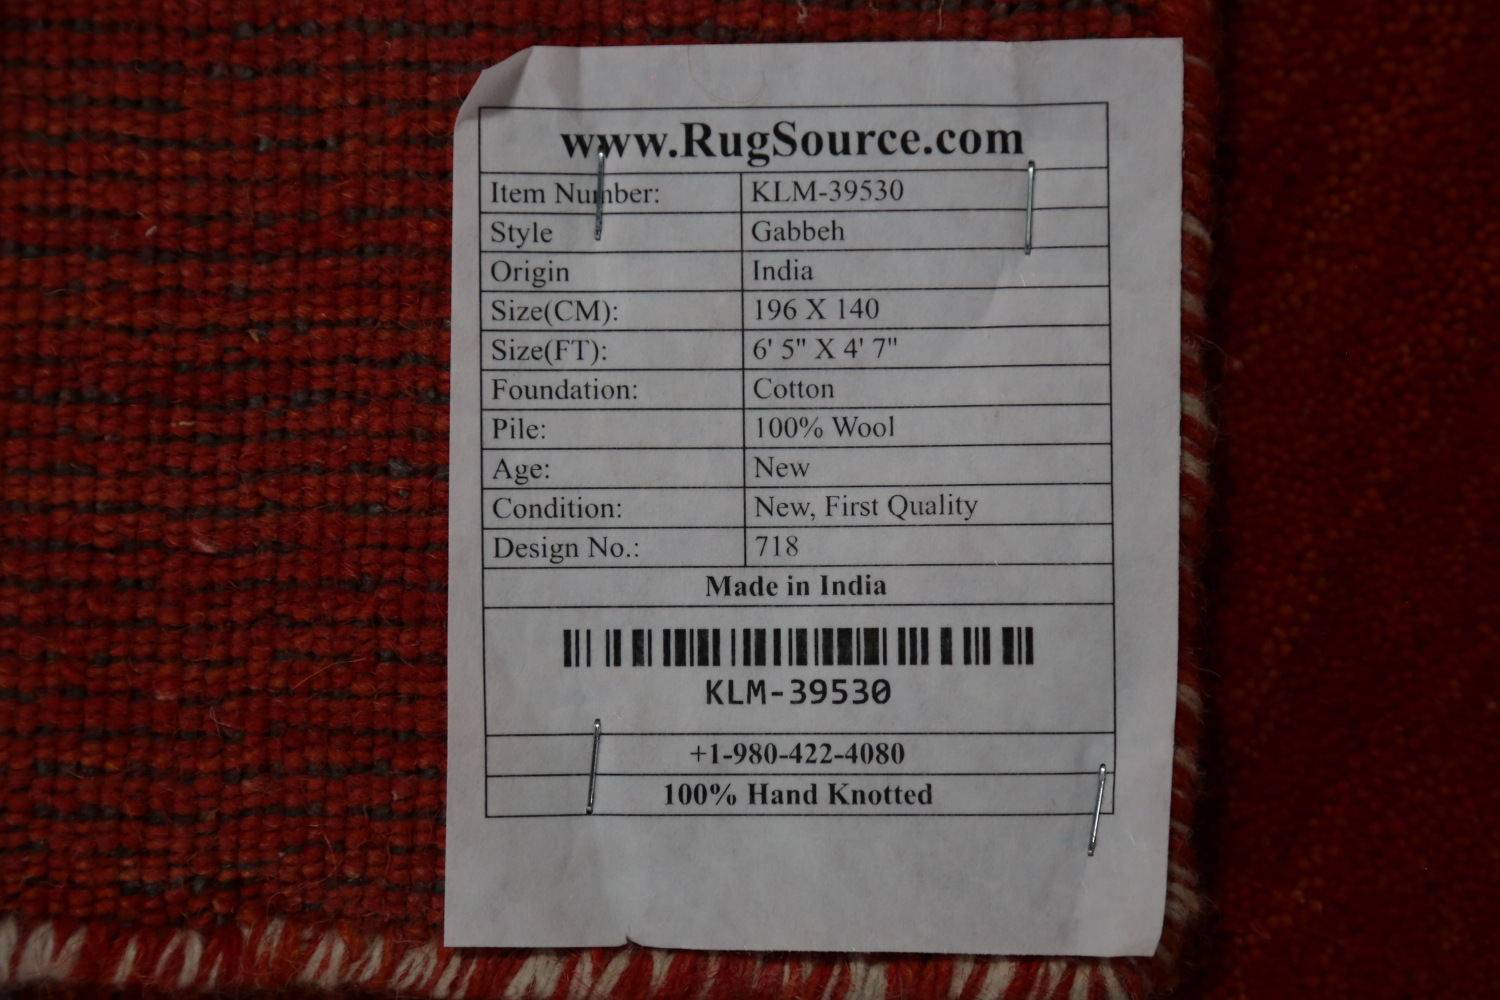 www.RugSource.com
Item Number: KLM-39530
Style Gabbeh
Origin India
Size(CM): 196 X 140
Size(FT): 6' 5" X 4' 7"
Foundation: Cotton
Pile: 100% Wool
Age: New
Condition: New, First Quality
Design No.: 718
Made in India
KLM-39530
+1-980-422-4080
100% Hand Knotted